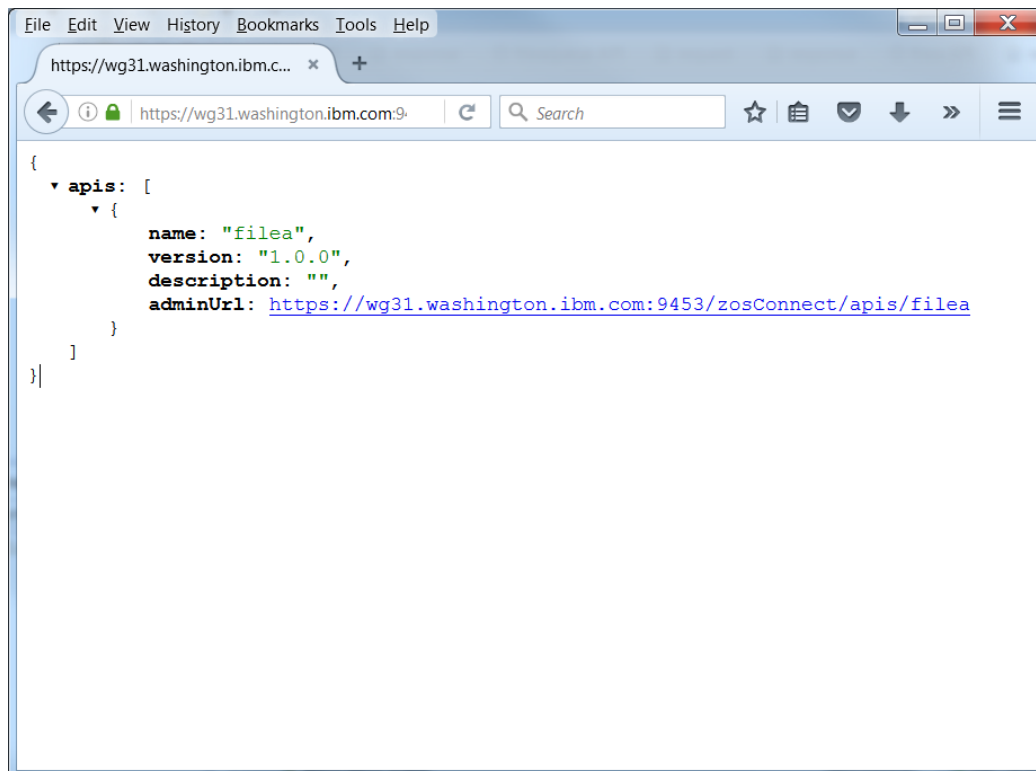 File Edit View History Bookmarks Tools Help
https://wg31.washington.ibm.c... × +
https://wg31.washington.ibm.com:9 Search
{
apis: [
{
name: "filea",
version: "1.0.0",
description: "",
adminUrl: https://wg31.washington.ibm.com:9453/zosConnect/apis/filea
}
]
}